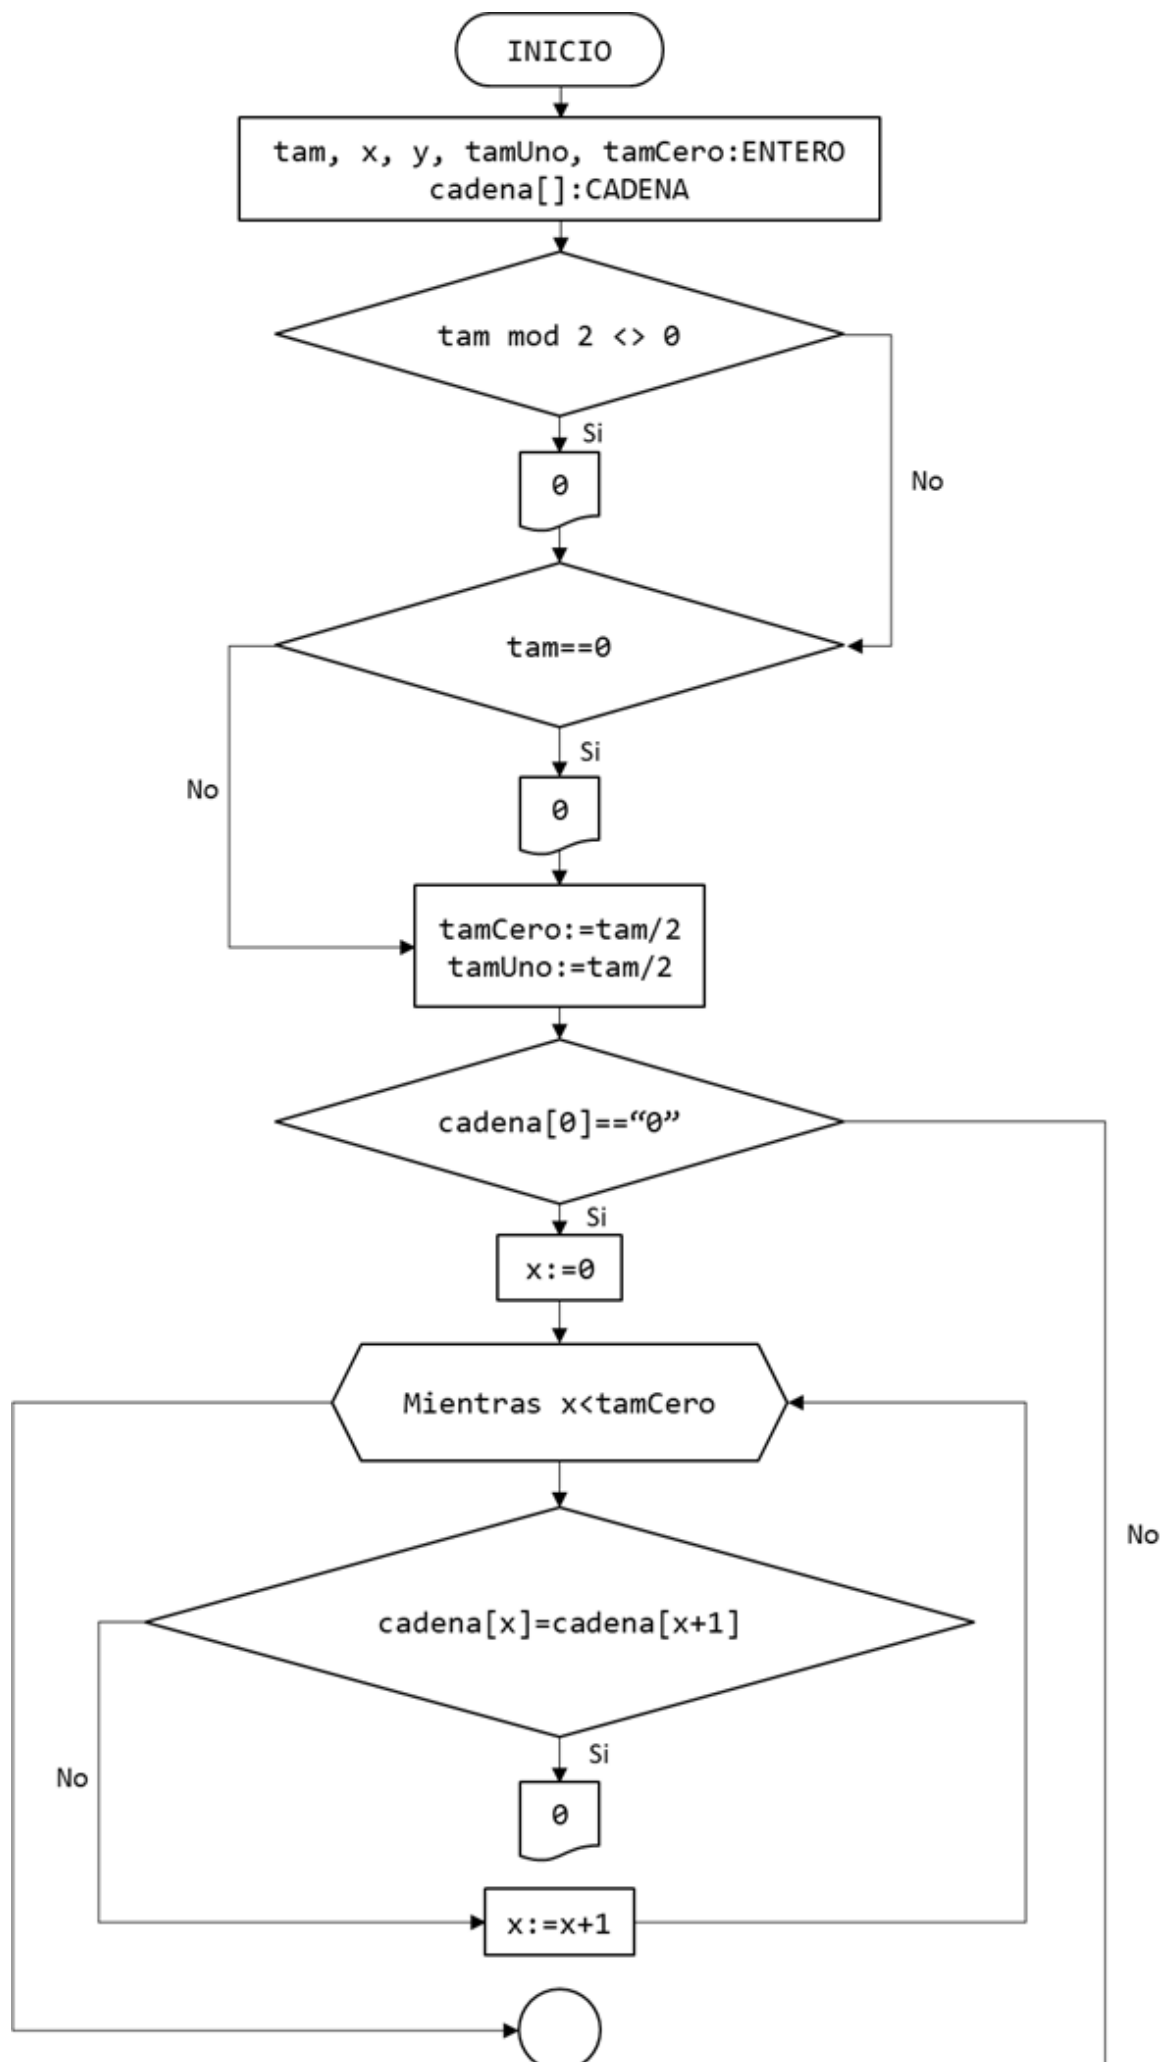 INICIO
tam, x, y, tamUno, tamCero:ENTERO
cadena[]:CADENA
tam mod 2 <> 0
Si
0
No
tam==0
Si
No
0
tamCero:=tam/2
tamUno:=tam/2
cadena[0]==“0”
Si
x:=0
Mientras x<tamCero
No
cadena[x]=cadena[x+1]
Si
No
0
x:=x+1